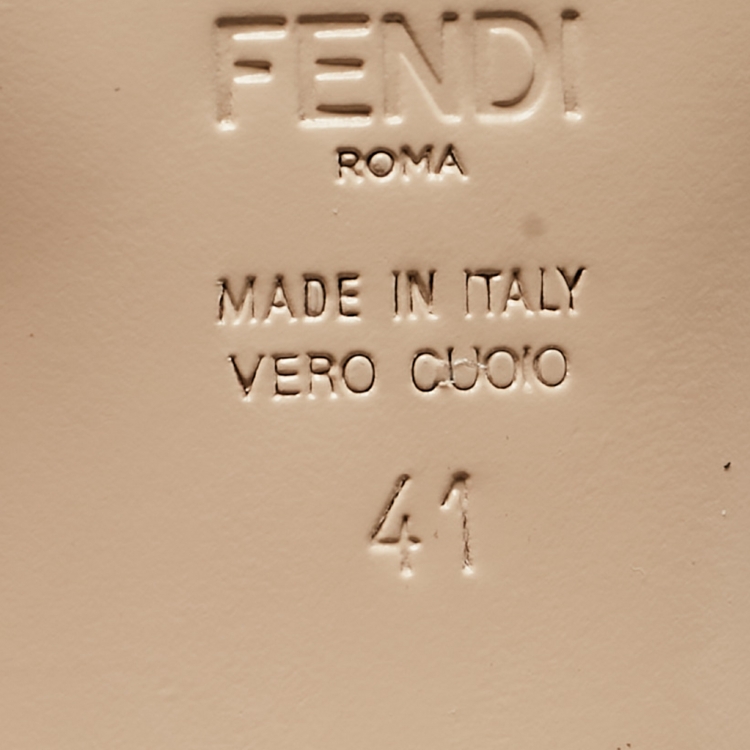 FENDI
ROMA
MADE IN ITALY
VERO CUOIO
41